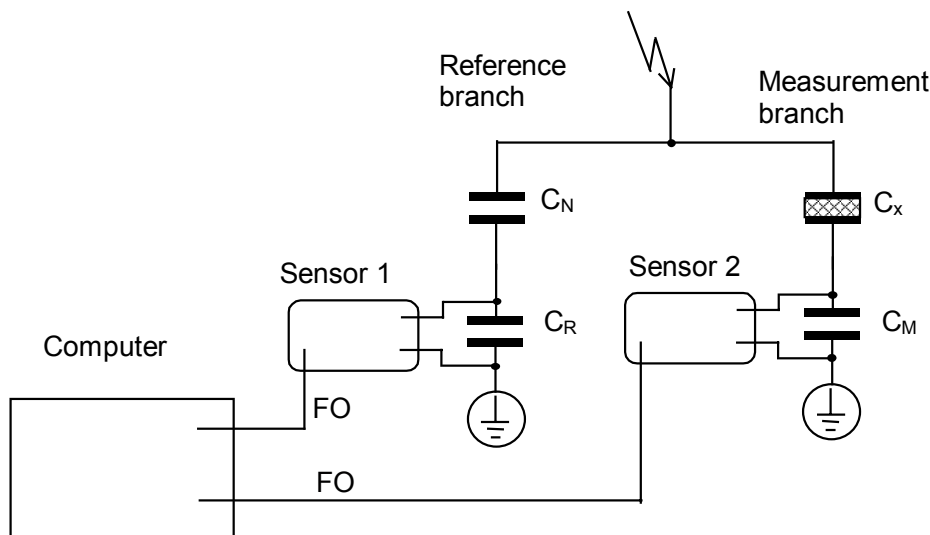 Reference
branch
Measurement
branch
C_N
C_x
Sensor 1
Sensor 2
C_R
C_M
Computer
FO
FO